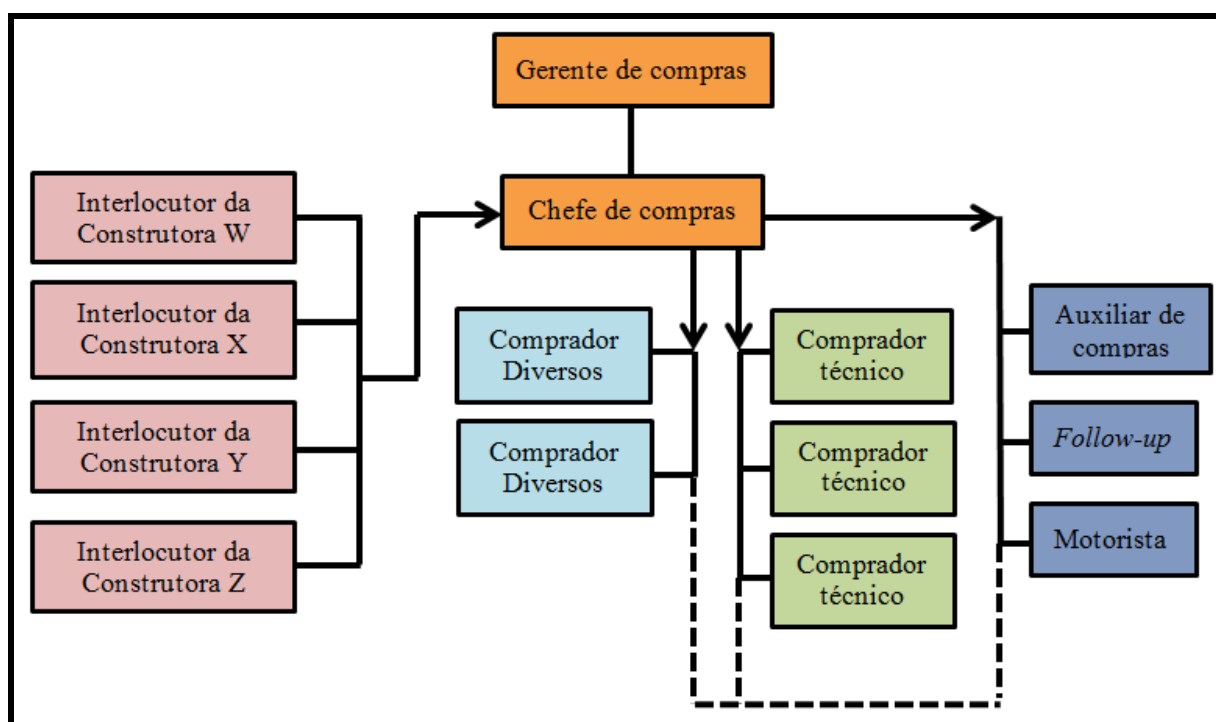 Gerente de compras
Chefe de compras
Interlocutor da
Construtora W
Interlocutor da
Construtora X
Interlocutor da
Construtora Y
Interlocutor da
Construtora Z
Comprador
Diversos
Comprador
Diversos
Comprador
técnico
Comprador
técnico
Comprador
técnico
Auxiliar de
compras
Follow-up
Motorista